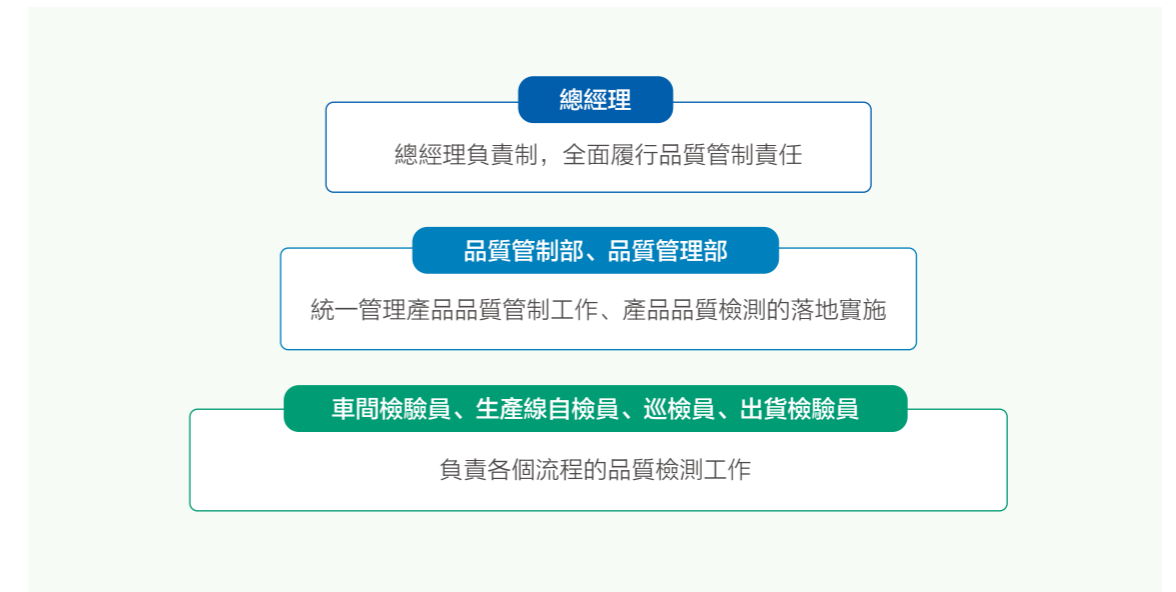 總經理
總經理負責制，全面履行品質管制責任
品質管制部、品質管理部
統一管理產品品質管制工作、產品品質檢測的落地實施
車間檢驗員、生產線自檢員、巡檢員、出貨檢驗員
負責各個流程的品質檢測工作